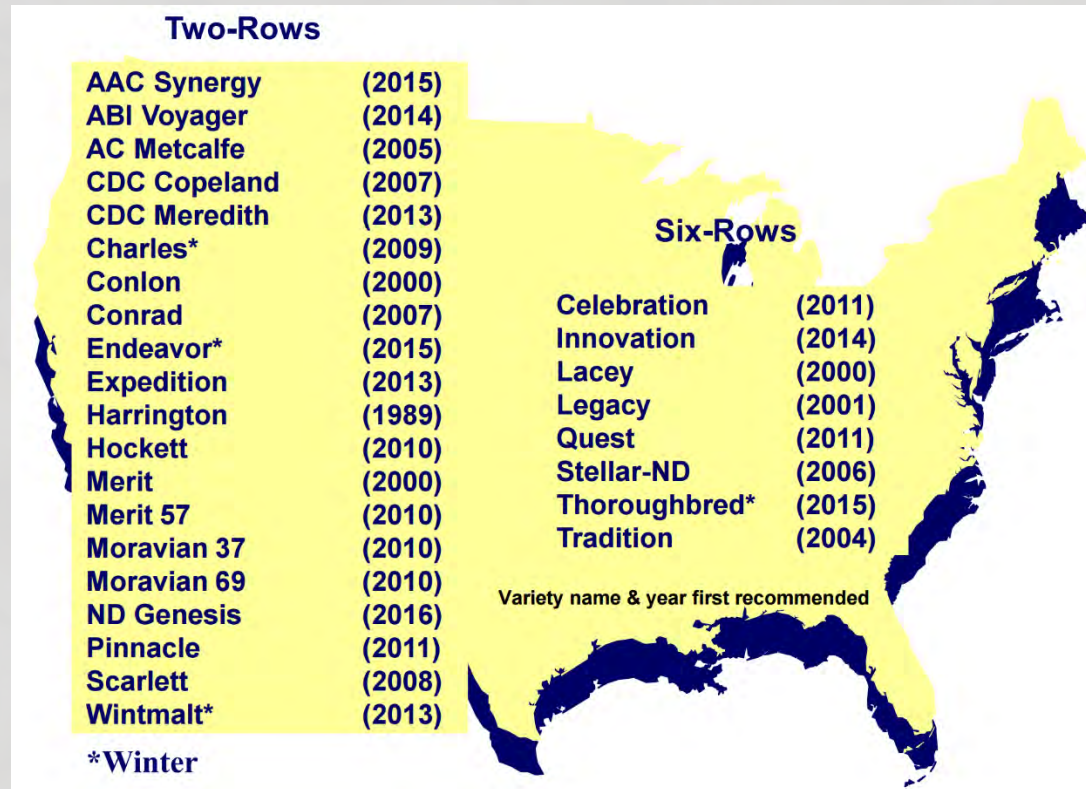 Two-Rows
AAC Synergy (2015)
ABI Voyager (2014)
AC Metcalfe (2005)
CDC Copeland (2007)
CDC Meredith (2013)
Charles* (2009)
Conlon (2000)
Conrad (2007)
Endeavor* (2015)
Expedition (2013)
Harrington (1989)
Hockett (2010)
Merit (2000)
Merit 57 (2010)
Moravian 37 (2010)
Moravian 69 (2010)
ND Genesis (2016)
Pinnacle (2011)
Scarlett (2008)
Wintmalt* (2013)
*Winter
Six-Rows
Celebration (2011)
Innovation (2014)
Lacey (2000)
Legacy (2001)
Quest (2011)
Stellar-ND (2006)
Thoroughbred* (2015)
Tradition (2004)
Variety name & year first recommended